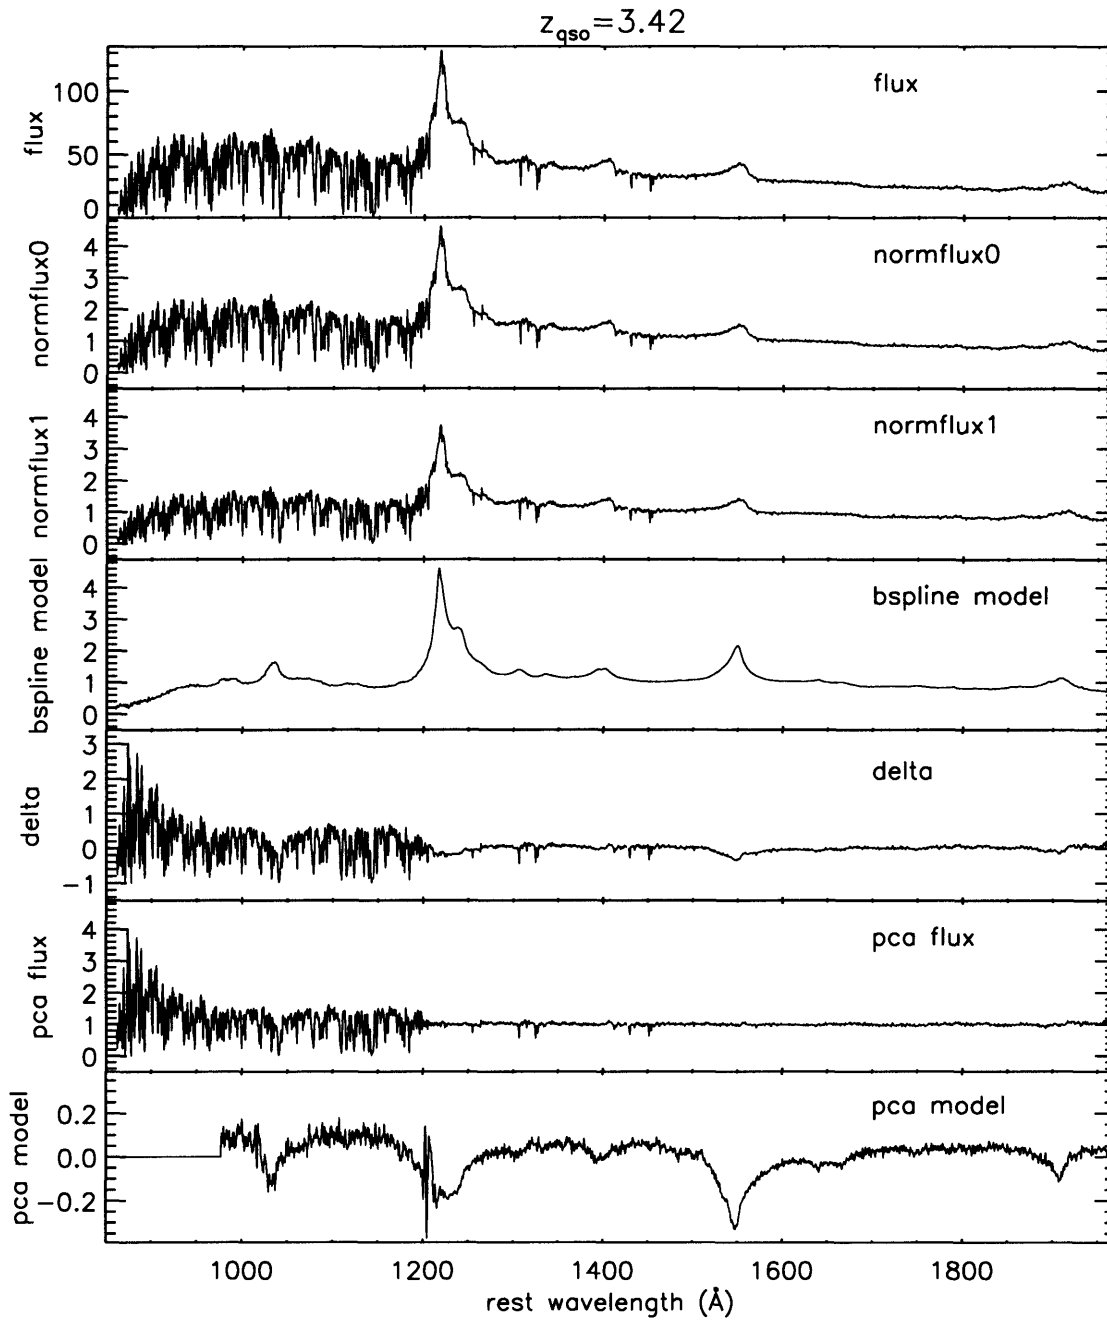 z_qso=3.42
flux
100
50
0
flux
normflux0
4
3
2
1
0
normflux0
normflux1
4
3
2
1
0
normflux1
bspline model
4
3
2
1
0
bspline model
delta
3
2
1
0
−1
delta
pca flux
4
3
2
1
0
pca flux
pca model
0.2
0.0
−0.2
pca model
1000 1200 1400 1600 1800
rest wavelength (Å)